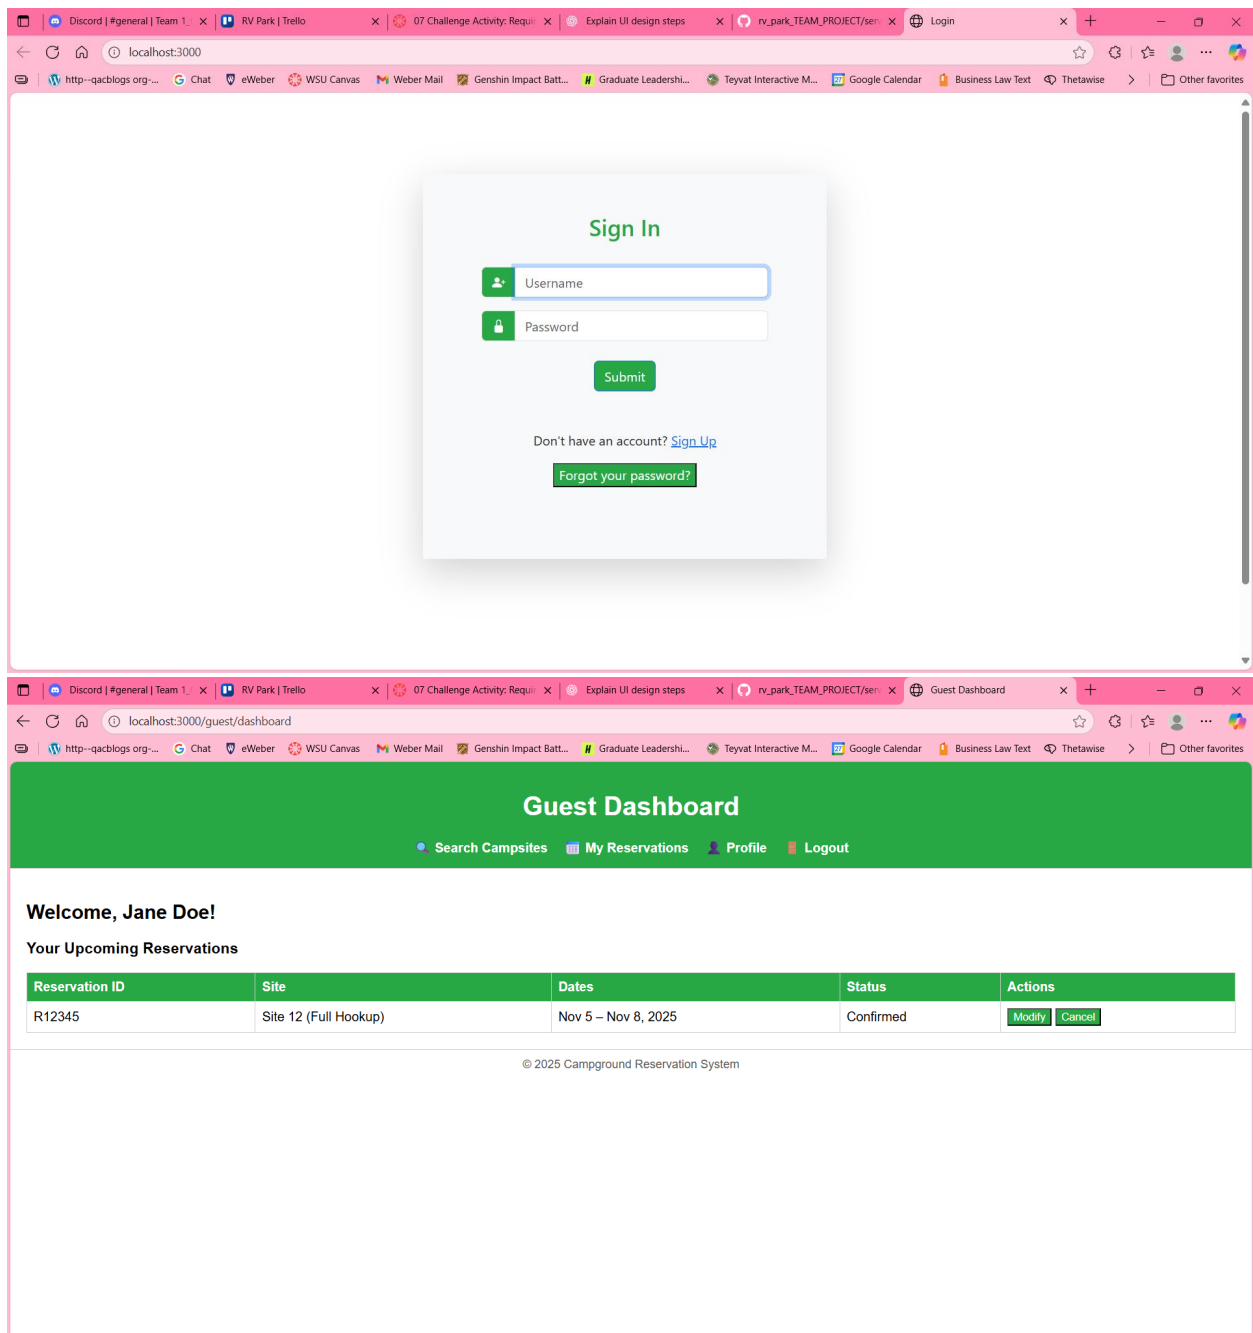 Discord | #general | Team 1_
RV Park | Trello
07 Challenge Activity: Requir
Explain UI design steps
rv_park_TEAM_PROJECT/serv
Login
localhost:3000
http--qacblogs org-...
Chat
eWeber
WSU Canvas
Weber Mail
Genshin Impact Batt...
Graduate Leadershi...
Teyvat Interactive M...
Google Calendar
Business Law Text
Thetawise
Other favorites
Sign In
Username
Password
Submit
Don't have an account? Sign Up
Forgot your password?
Discord | #general | Team 1_
RV Park | Trello
07 Challenge Activity: Requir
Explain UI design steps
rv_park_TEAM_PROJECT/serv
Guest Dashboard
localhost:3000/guest/dashboard
http--qacblogs org-...
Chat
eWeber
WSU Canvas
Weber Mail
Genshin Impact Batt...
Graduate Leadershi...
Teyvat Interactive M...
Google Calendar
Business Law Text
Thetawise
Other favorites
Guest Dashboard
Search Campsites My Reservations Profile Logout
Welcome, Jane Doe!
Your Upcoming Reservations
Reservation ID Site Dates Status Actions
R12345 Site 12 (Full Hookup) Nov 5 – Nov 8, 2025 Confirmed Modify Cancel
© 2025 Campground Reservation System